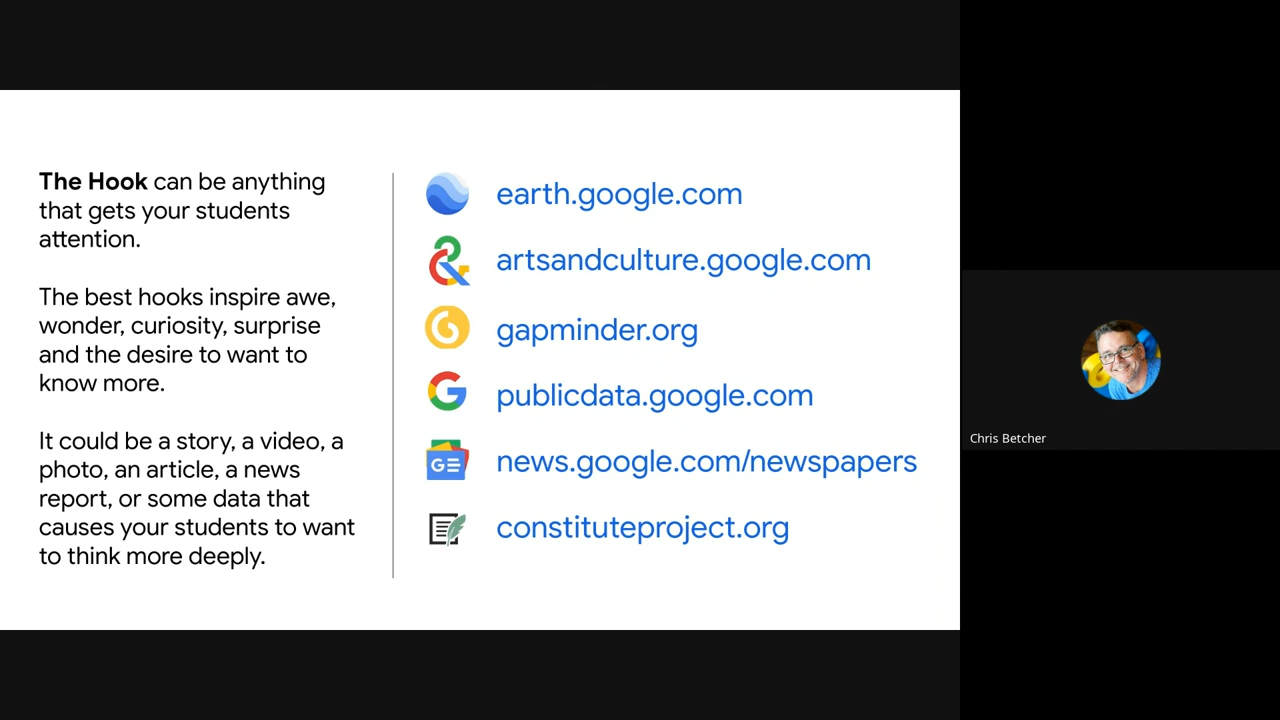 The Hook can be anything
that gets your students
attention.
The best hooks inspire awe,
wonder, curiosity, surprise
and the desire to want to
know more.
It could be a story, a video, a
photo, an article, a news
report, or some data that
causes your students to want
to think more deeply.
earth.google.com
artsandculture.google.com
gapminder.org
publicdata.google.com
news.google.com/newspapers
constituteproject.org
Chris Betcher